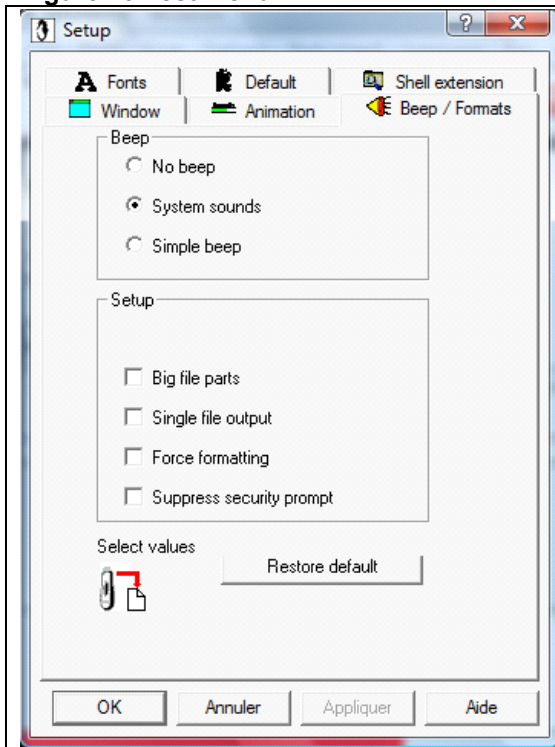 Setup
Fonts Default Shell extension
Window Animation Beep / Formats
Beep
No beep
System sounds
Simple beep
Setup
Big file parts
Single file output
Force formatting
Suppress security prompt
Select values
Restore default
OK Annuler Appliquer Aide